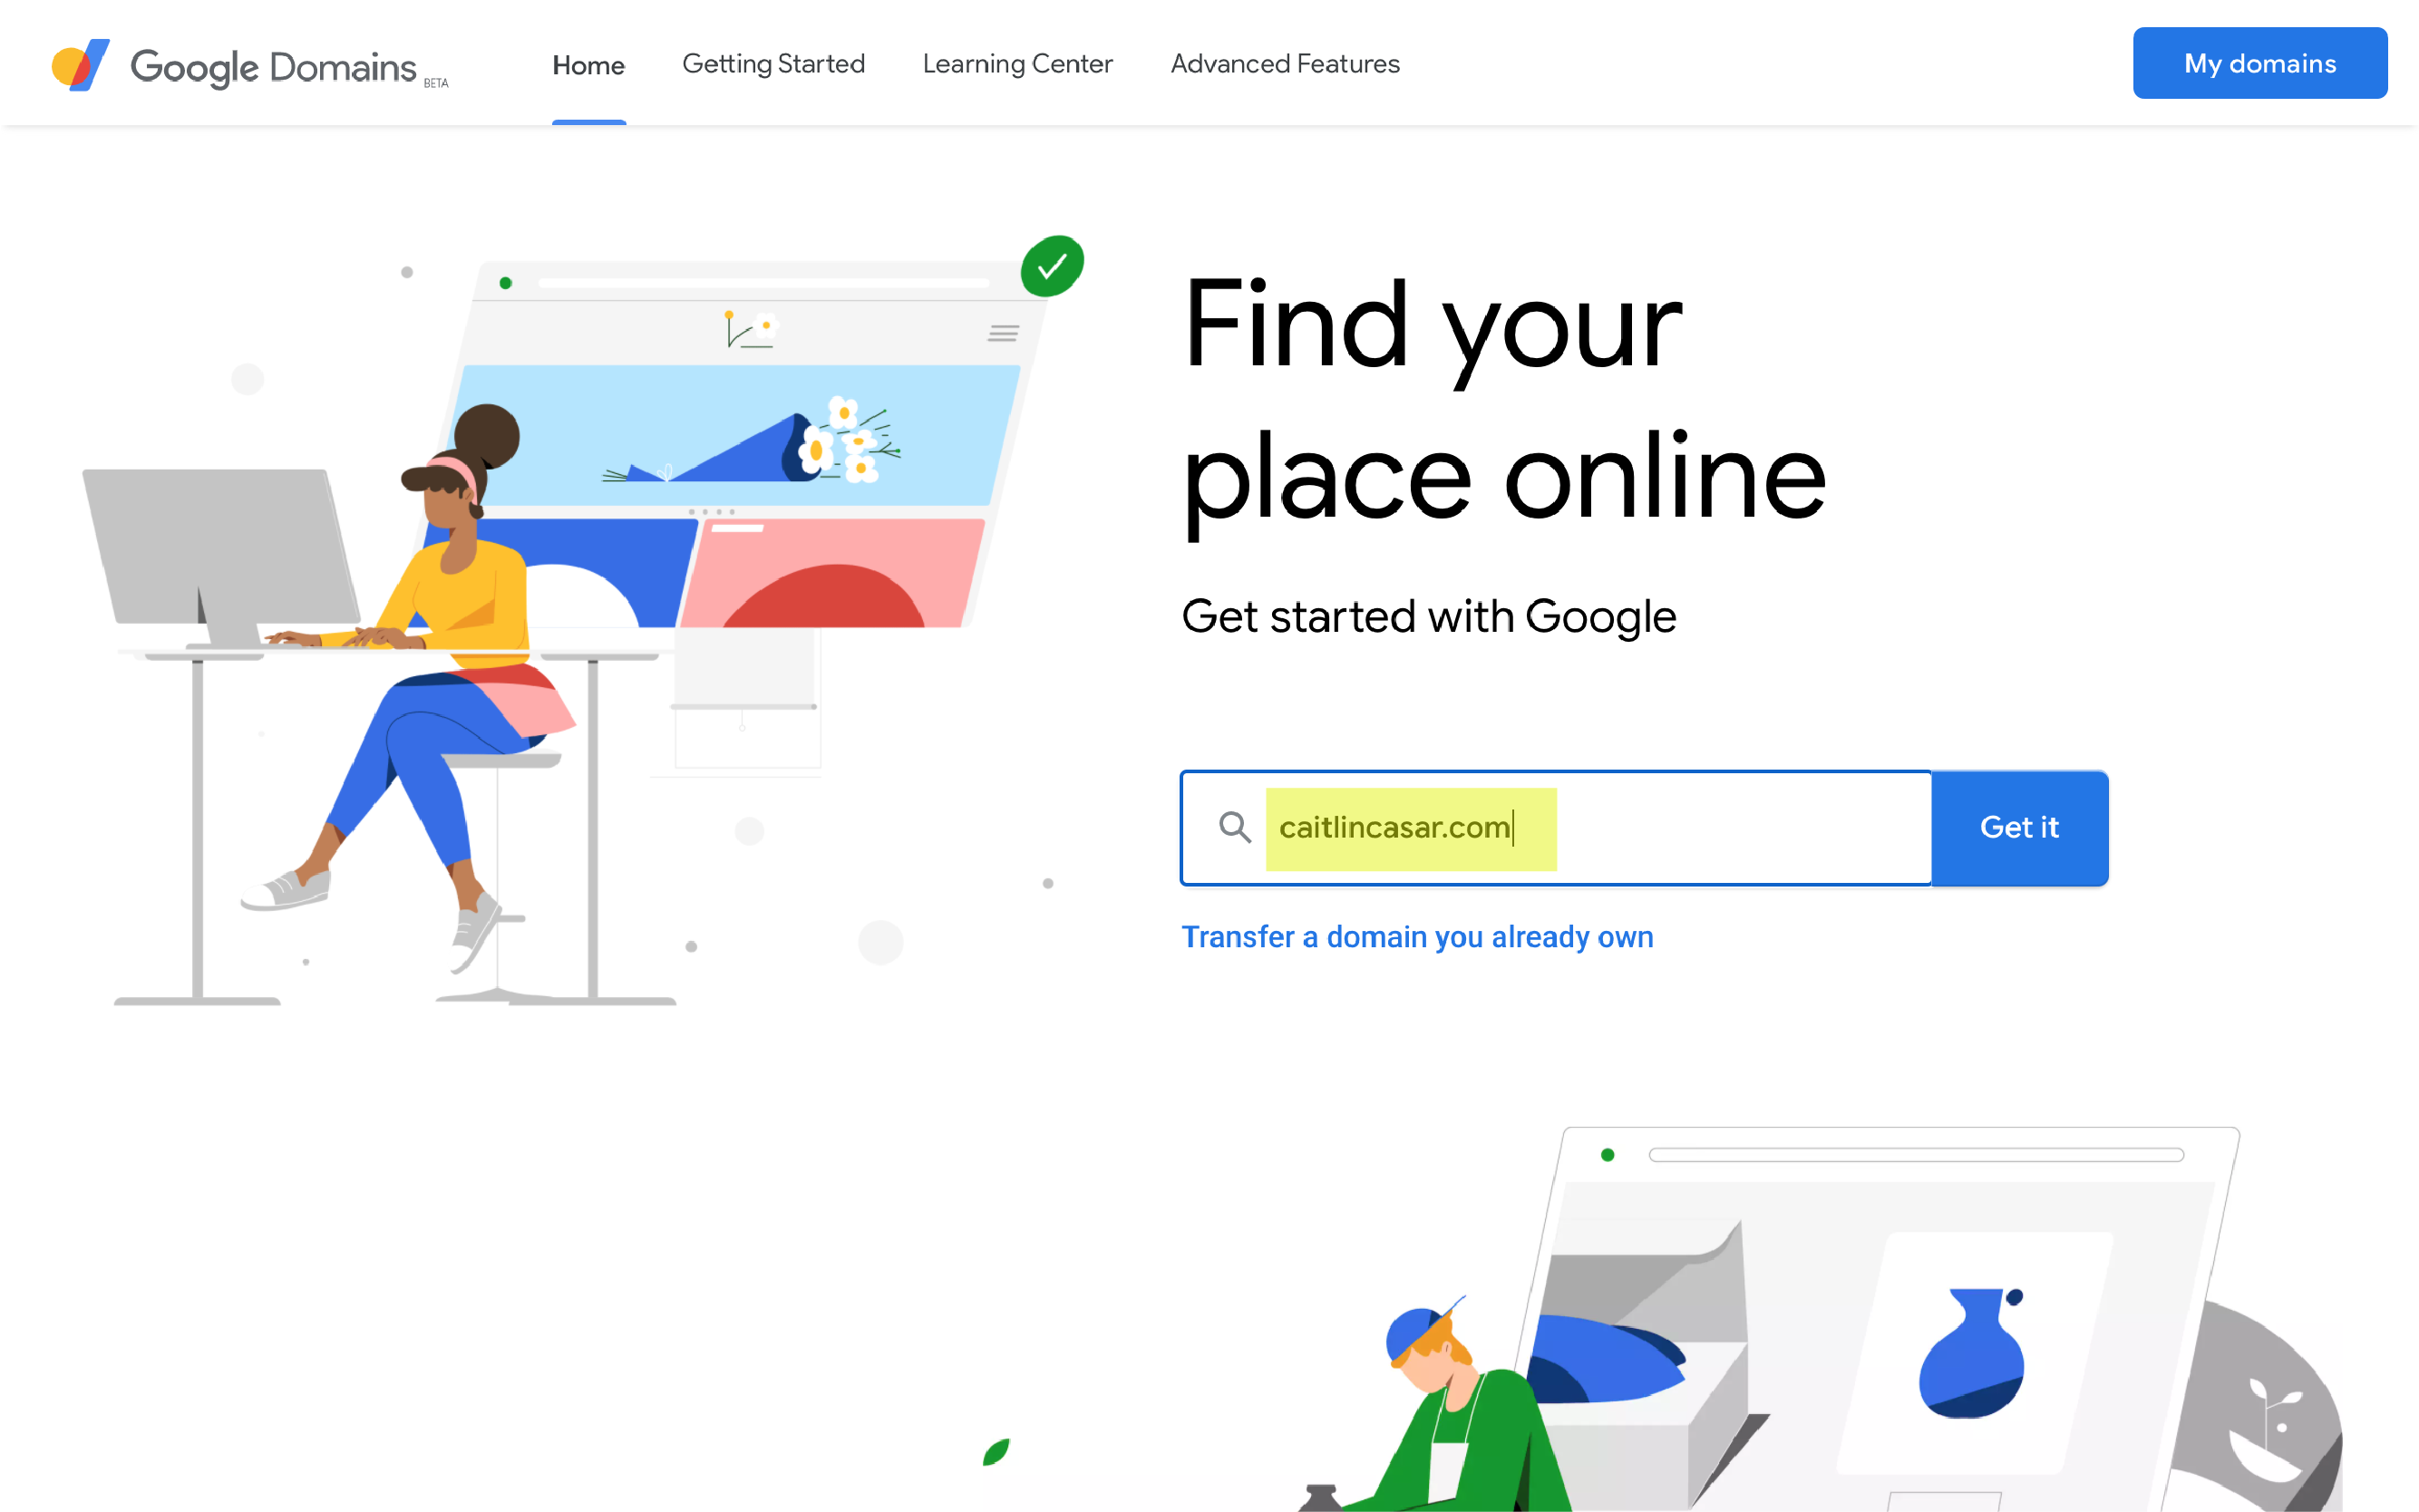 Google Domains BETA
Home
Getting Started
Learning Center
Advanced Features
My domains
Find your
place online
Get started with Google
caitlincasar.com
Get it
Transfer a domain you already own